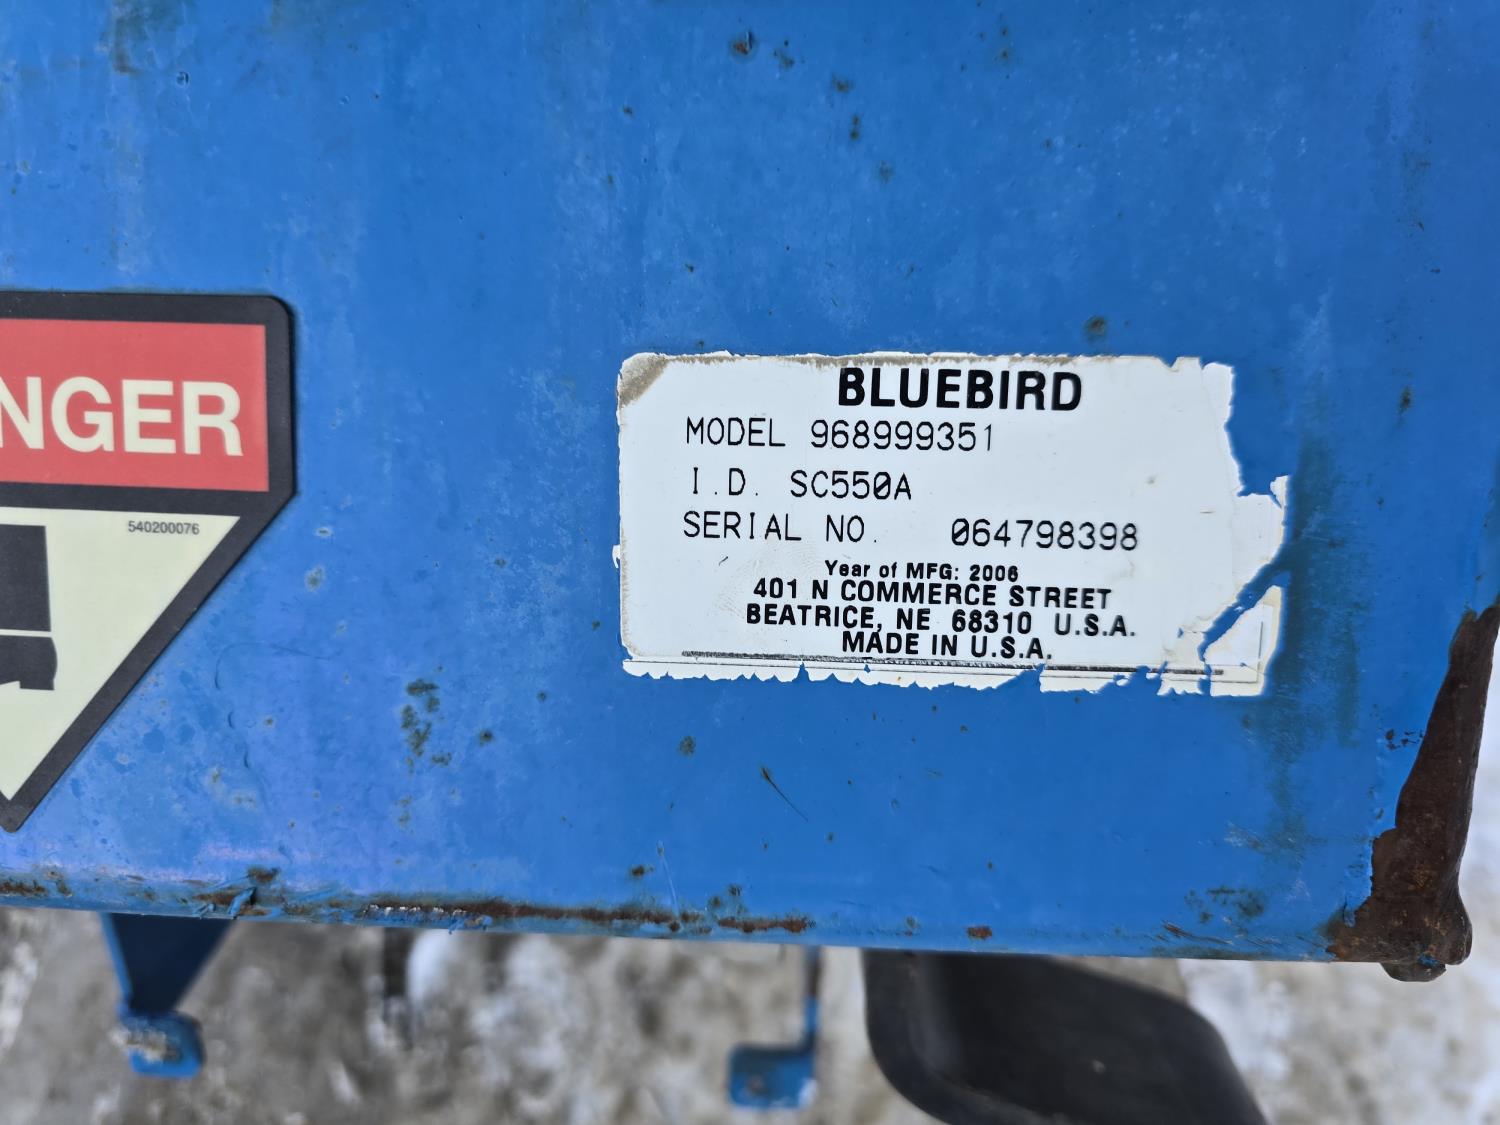 NGER
540200076
BLUEBIRD
MODEL 968999351
I.D. SC550A
SERIAL NO. 064798398
Year of MFG: 2006
401 N COMMERCE STREET
BEATRICE, NE 68310 U.S.A.
MADE IN U.S.A.